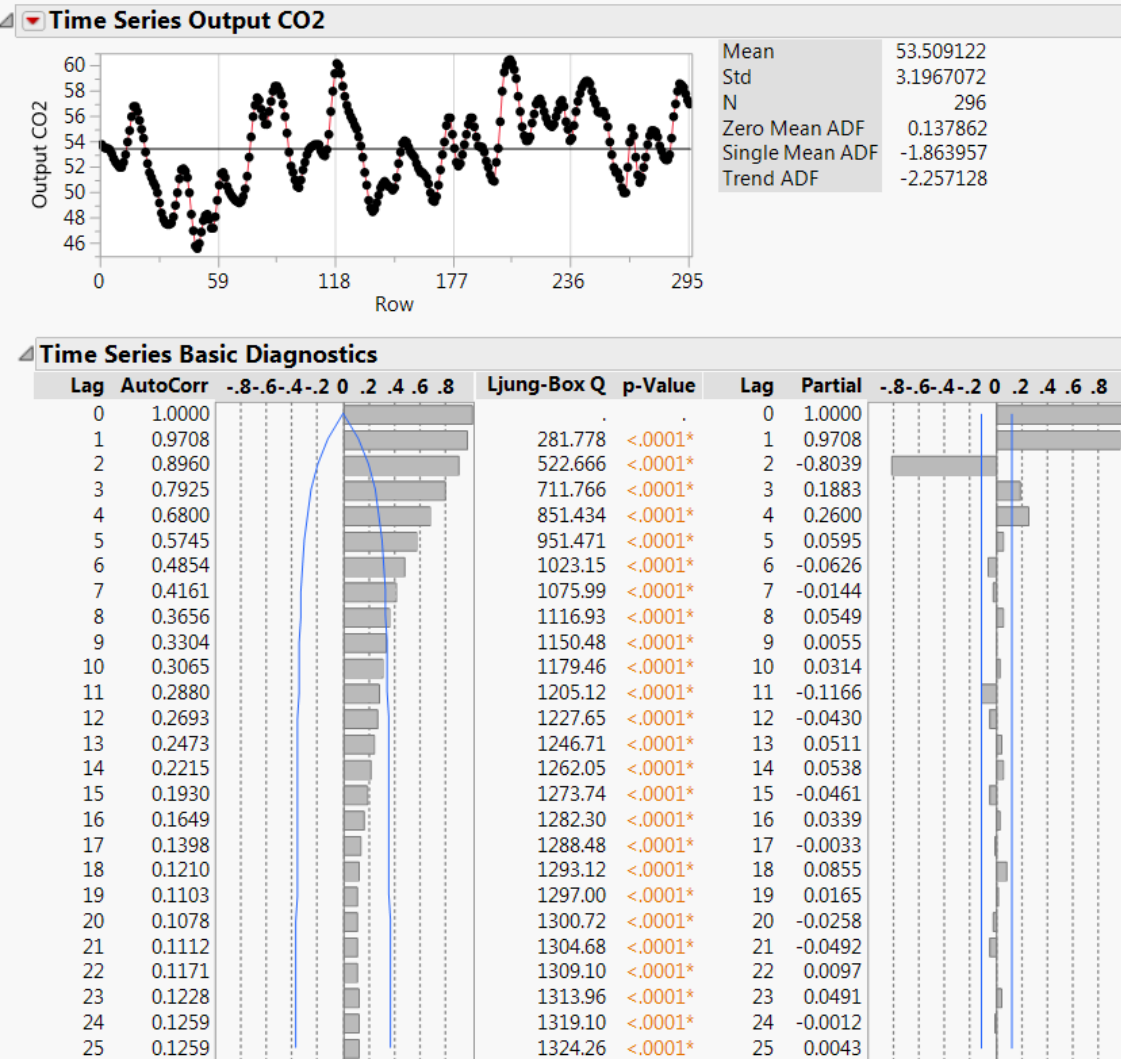 Time Series Output CO2
Mean 53.509122
Std 3.1967072
N 296
Zero Mean ADF 0.137862
Single Mean ADF -1.863957
Trend ADF -2.257128
Output CO2
60
58
56
54
52
50
48
46
0 59 118 177 236 295
Row
Time Series Basic Diagnostics
Lag AutoCorr -.8-.6-.4-.2 0 .2 .4 .6 .8 Ljung-Box Q p-Value Lag Partial -.8-.6-.4-.2 0 .2 .4 .6 .8
0 1.0000 . . 0 1.0000
1 0.9708 281.778 <.0001* 1 0.9708
2 0.8960 522.666 <.0001* 2 -0.8039
3 0.7925 711.766 <.0001* 3 0.1883
4 0.6800 851.434 <.0001* 4 0.2600
5 0.5745 951.471 <.0001* 5 0.0595
6 0.4854 1023.15 <.0001* 6 -0.0626
7 0.4161 1075.99 <.0001* 7 -0.0144
8 0.3656 1116.93 <.0001* 8 0.0549
9 0.3304 1150.48 <.0001* 9 0.0055
10 0.3065 1179.46 <.0001* 10 0.0314
11 0.2880 1205.12 <.0001* 11 -0.1166
12 0.2693 1227.65 <.0001* 12 -0.0430
13 0.2473 1246.71 <.0001* 13 0.0511
14 0.2215 1262.05 <.0001* 14 0.0538
15 0.1930 1273.74 <.0001* 15 -0.0461
16 0.1649 1282.30 <.0001* 16 0.0339
17 0.1398 1288.48 <.0001* 17 -0.0033
18 0.1210 1293.12 <.0001* 18 0.0855
19 0.1103 1297.00 <.0001* 19 0.0165
20 0.1078 1300.72 <.0001* 20 -0.0258
21 0.1112 1304.68 <.0001* 21 -0.0492
22 0.1171 1309.10 <.0001* 22 0.0097
23 0.1228 1313.96 <.0001* 23 0.0491
24 0.1259 1319.10 <.0001* 24 -0.0012
25 0.1259 1324.26 <.0001* 25 0.0043